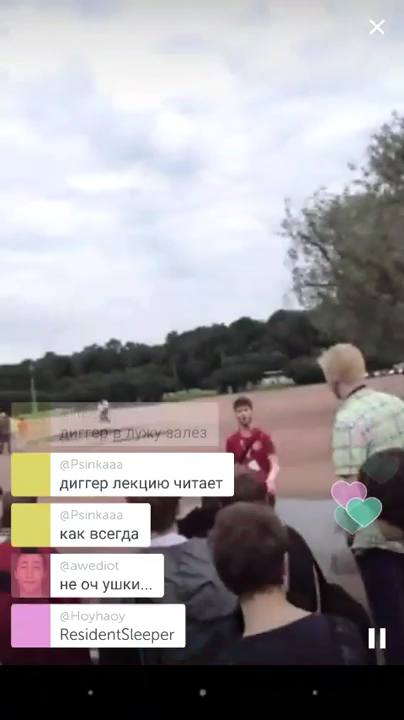 диггер в лужу залез
@Psinkaaa
диггер лекцию читает
@Psinkaaa
как всегда
@awediot
не оч ушки...
@Hoyhaoy
ResidentSleeper